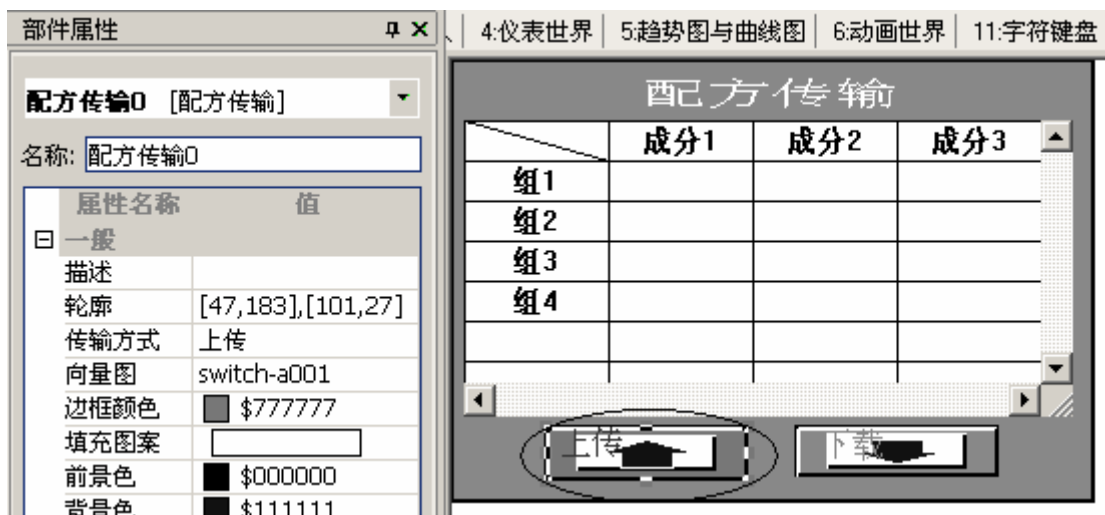 部件属性
配方传输0 [配方传输]
名称: 配方传输0
属性名称 值
一般
描述
轮廓 [47,183],[101,27]
传输方式 上传
向量图 switch-a001
边框颜色 $777777
填充图案
前景色 $000000
背景色 $111111
4:仪表世界 5:趋势图与曲线图 6:动画世界 11:字符键盘
配方传输
成分1 成分2 成分3
组1
组2
组3
组4
上传 下载